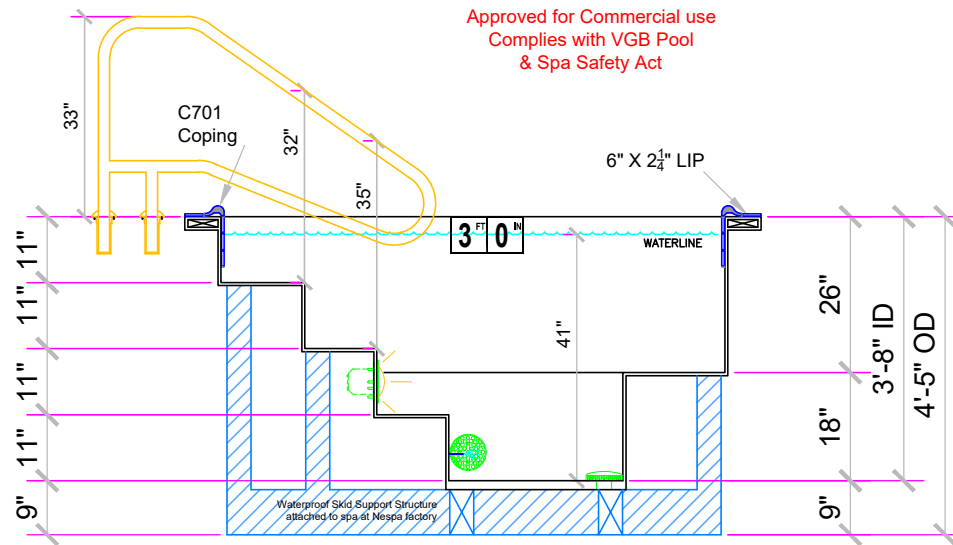 Approved for Commercial use
Complies with VGB Pool
& Spa Safety Act
33"
C701
Coping
32"
35"
6" X 2¼" LIP
3 FT 0 IN
WATERLINE
11"
11"
11"
11"
9"
41"
26"
18"
9"
3'-8" ID
4'-5" OD
Waterproof Skid Support Structure
attached to spa at Nespa factory